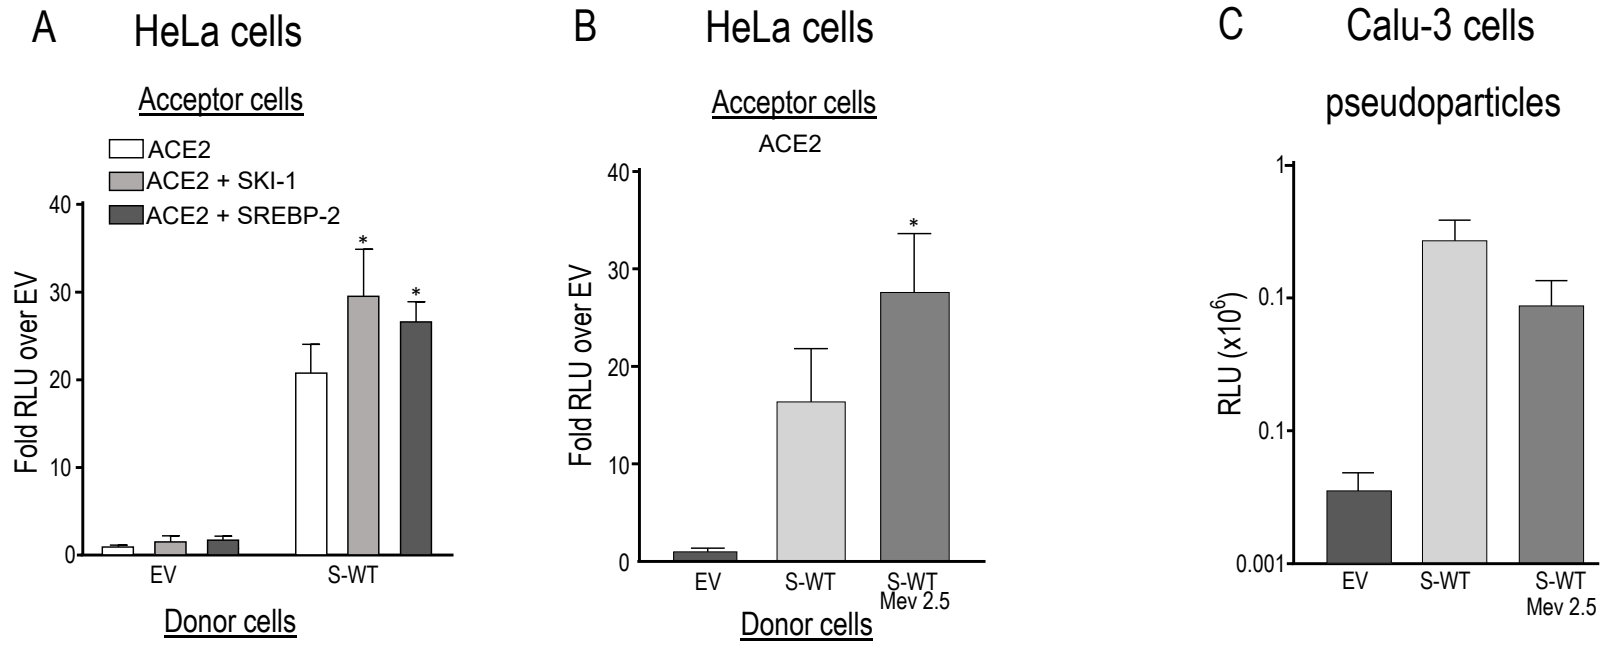 A
HeLa cells
Acceptor cells
ACE2
ACE2 + SKI-1
ACE2 + SREBP-2
40
30
20
10
0
Fold RLU over EV
*
*
EV
S-WT
Donor cells
B
HeLa cells
Acceptor cells
ACE2
40
30
20
10
0
Fold RLU over EV
*
EV
S-WT
S-WT
Mev 2.5
Donor cells
C
Calu-3 cells
pseudoparticles
1
0.1
0.1
0.001
RLU (x10⁶)
EV
S-WT
S-WT
Mev 2.5